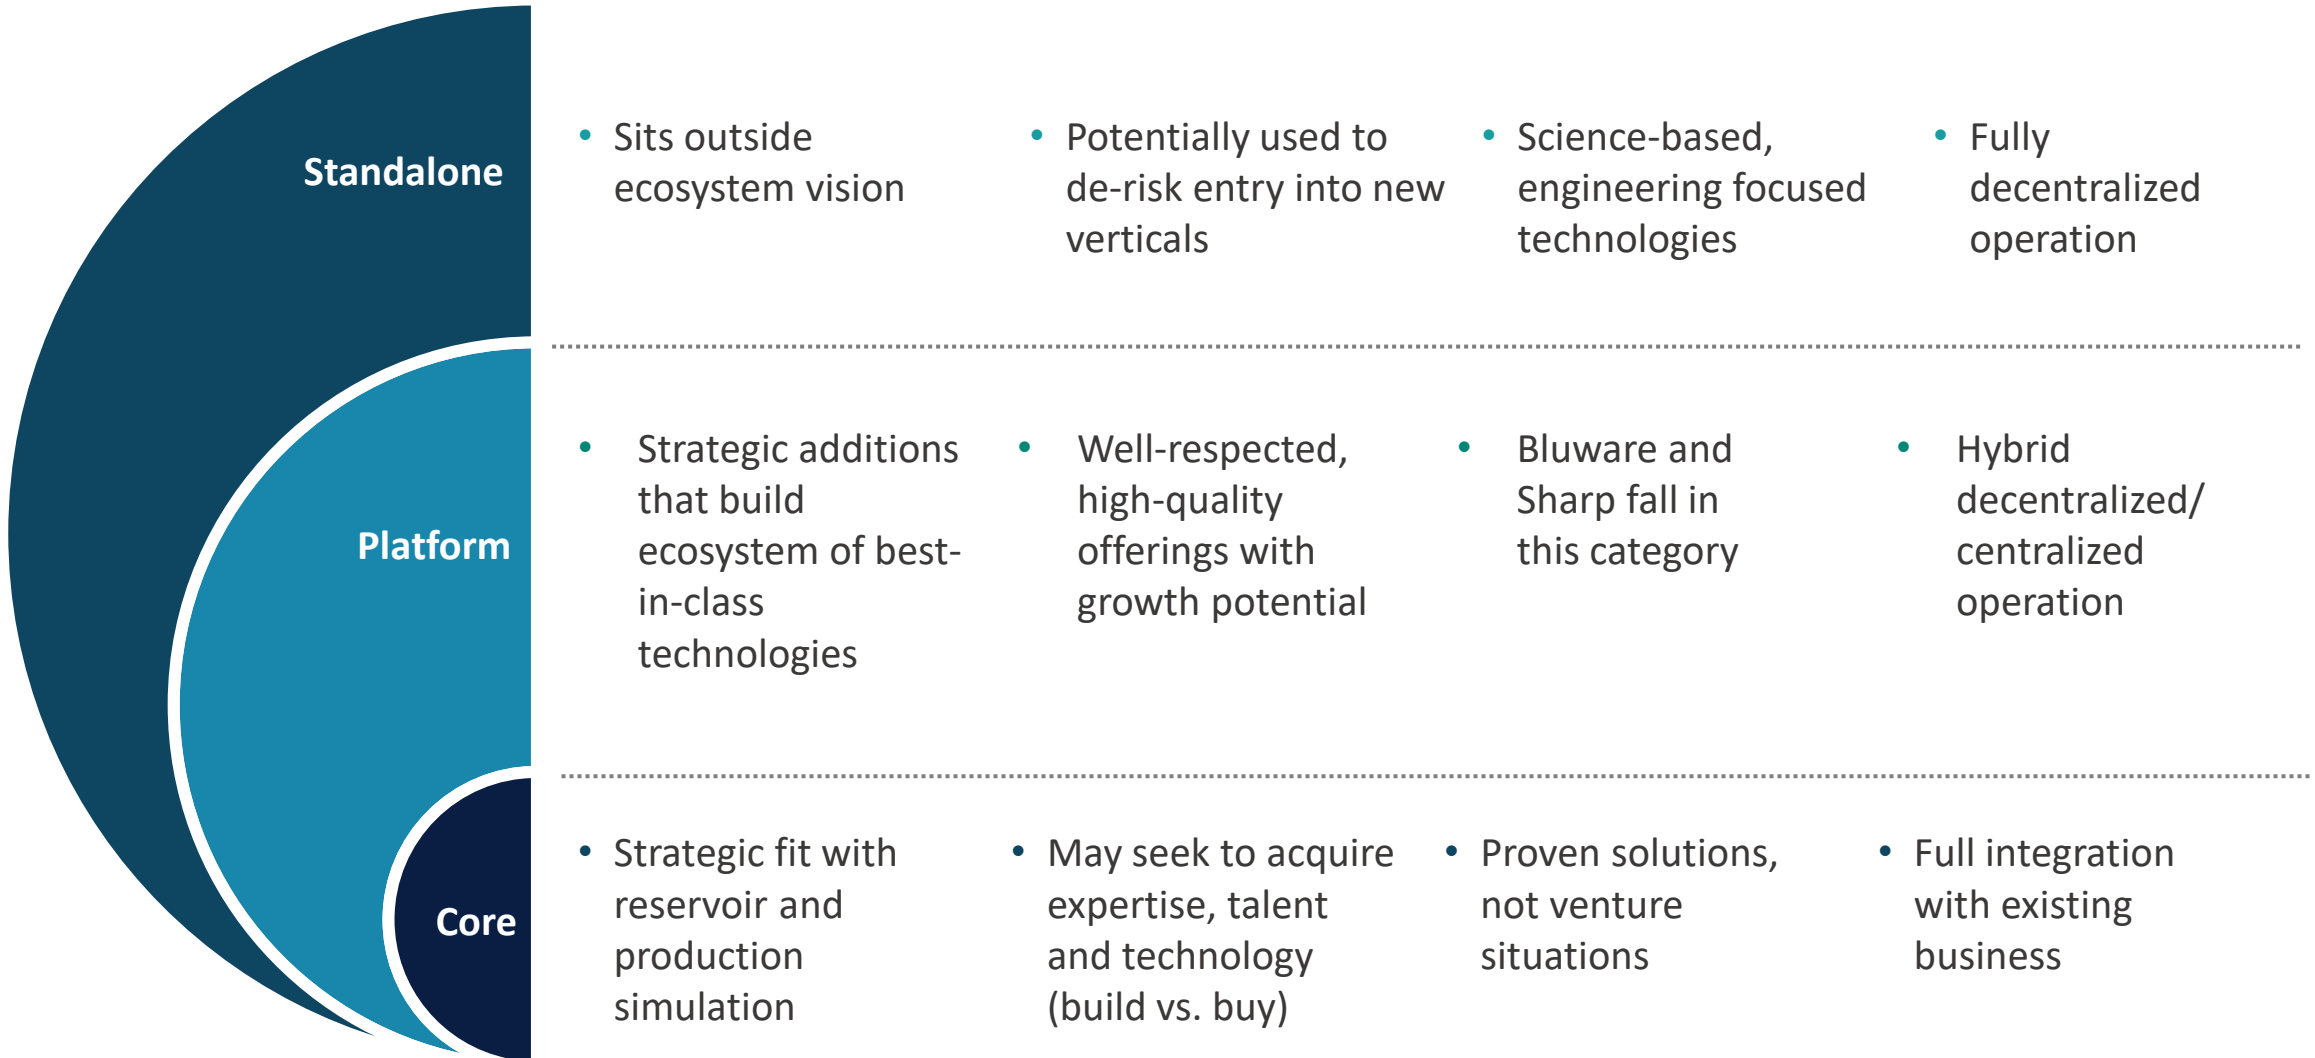 Standalone
• Sits outside
ecosystem vision
• Potentially used to
de-risk entry into new
verticals
• Science-based,
engineering focused
technologies
• Fully
decentralized
operation
Platform
• Strategic additions
that build
ecosystem of best-
in-class
technologies
• Well-respected,
high-quality
offerings with
growth potential
• Bluware and
Sharp fall in
this category
• Hybrid
decentralized/
centralized
operation
Core
• Strategic fit with
reservoir and
production
simulation
• May seek to acquire
expertise, talent
and technology
(build vs. buy)
• Proven solutions,
not venture
situations
• Full integration
with existing
business